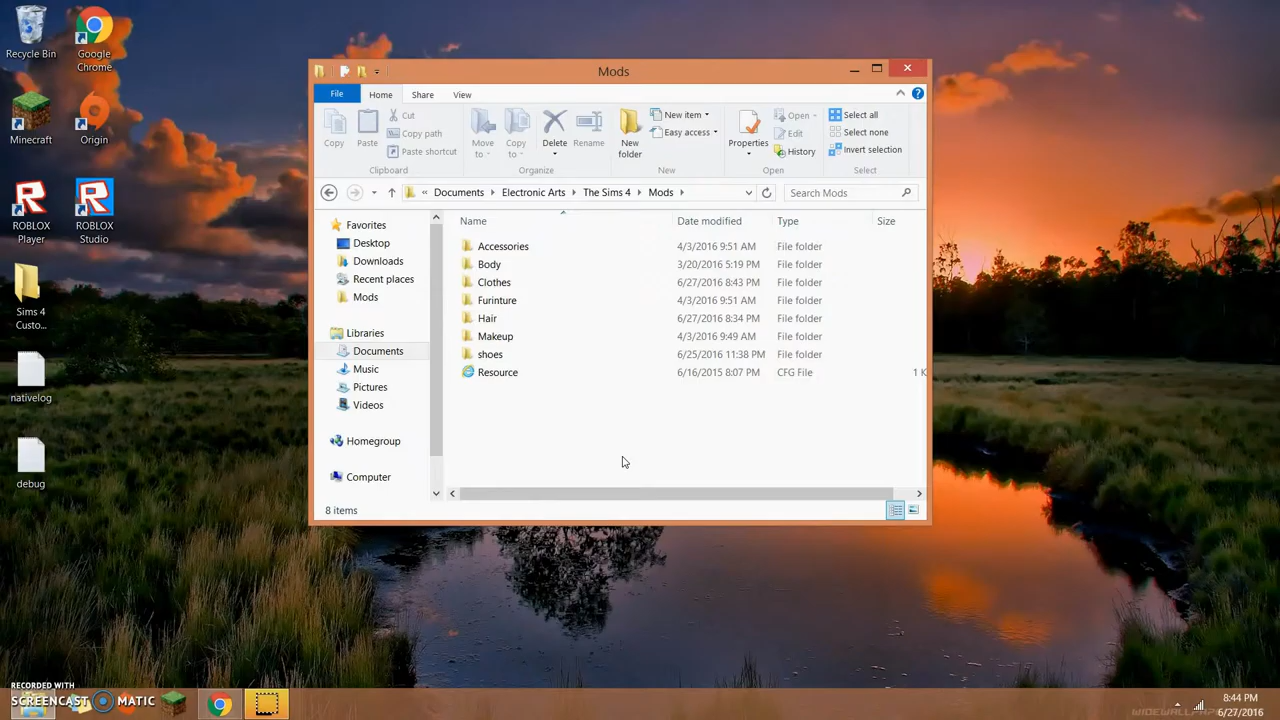 Recycle Bin
Google Chrome
Minecraft
Origin
ROBLOX Player
ROBLOX Studio
Sims 4 Custo...
nativelog
debug
Mods
File
Home
Share
View
Copy
Paste
Cut
Copy path
Paste shortcut
Clipboard
Move to
Copy to
Delete
Rename
Organize
New folder
New item
Easy access
New
Properties
Open
Edit
History
Open
Select all
Select none
Invert selection
Select
« Documents Electronic Arts The Sims 4 Mods
Search Mods
Favorites
Desktop
Downloads
Recent places
Mods
Libraries
Documents
Music
Pictures
Videos
Homegroup
Computer
Name Date modified Type Size
Accessories 4/3/2016 9:51 AM File folder
Body 3/20/2016 5:19 PM File folder
Clothes 6/27/2016 8:43 PM File folder
Furinture 4/3/2016 9:51 AM File folder
Hair 6/27/2016 8:34 PM File folder
Makeup 4/3/2016 9:49 AM File folder
shoes 6/25/2016 11:38 PM File folder
Resource 6/16/2015 8:07 PM CFG File 1 K
8 items
RECORDED WITH
SCREENCAST MATIC
8:44 PM
6/27/2016